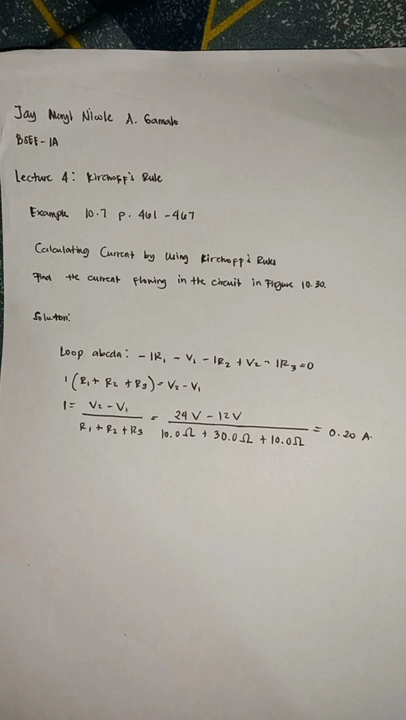 Jay Meryl Nicole A. Gamalo
BSEE-1A
Lecture 4: Kirchoff's Rule
Example 10.7 p. 461-467
Calculating Current by Using Kirchoff's Rules
Find the current flowing in the circuit in Figure 10.30.
Solution:
Loop abcda: - IR₁ - V₁ - IR₂ + V₂ - IR₃ = 0
I (R₁ + R₂ + R₃) = V₂ - V₁
I = V₂ - V₁ / R₁ + R₂ + R₃ = 24 V - 12 V / 10.0 Ω + 30.0 Ω + 10.0 Ω = 0.20 A.